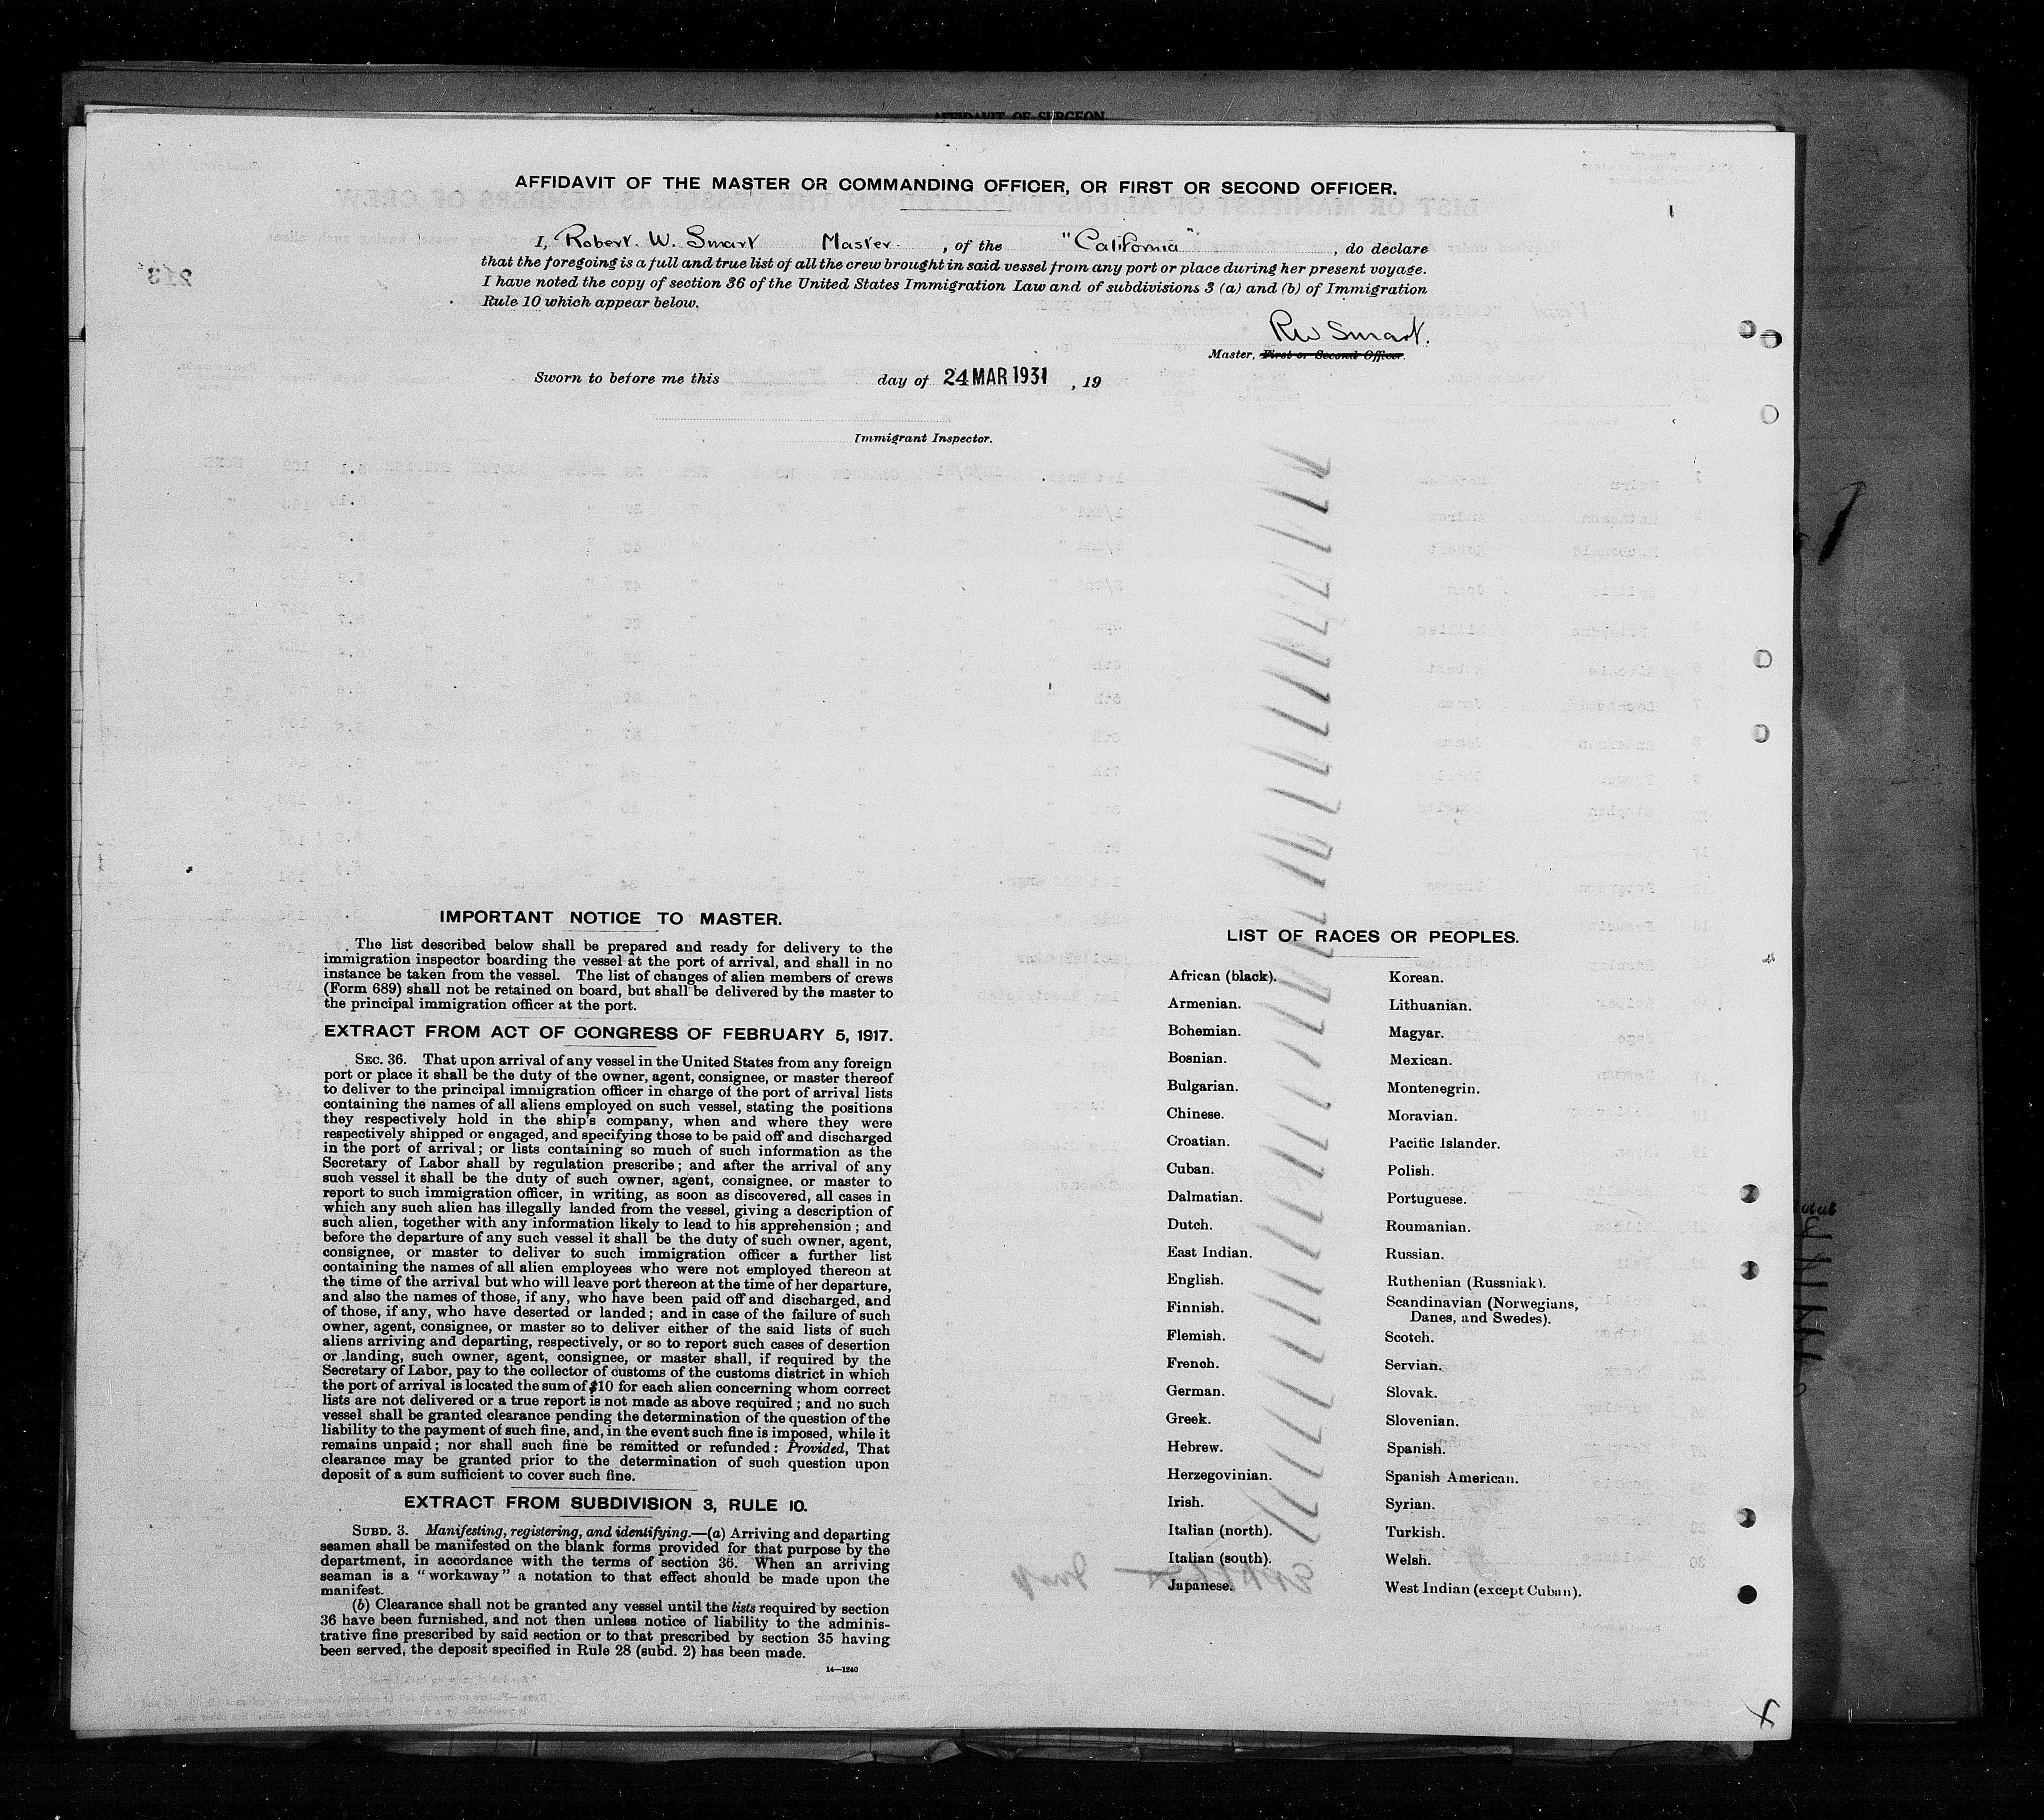 AFFIDAVIT OF SURGEON
AFFIDAVIT OF THE MASTER OR COMMANDING OFFICER, OR FIRST OR SECOND OFFICER.
I, Robert. W. Smart Master. , of the "California" , do declare
that the foregoing is a full and true list of all the crew brought in said vessel from any port or place during her present voyage.
I have noted the copy of section 36 of the United States Immigration Law and of subdivisions 3 (a) and (b) of Immigration
Rule 10 which appear below.
RW Smart.
Master, First or Second Officer.
Sworn to before me this day of 24 MAR 1931 , 19
Immigrant Inspector.
IMPORTANT NOTICE TO MASTER.
The list described below shall be prepared and ready for delivery to the
immigration inspector boarding the vessel at the port of arrival, and shall in no
instance be taken from the vessel. The list of changes of alien members of crews
(Form 689) shall not be retained on board, but shall be delivered by the master to
the principal immigration officer at the port.
EXTRACT FROM ACT OF CONGRESS OF FEBRUARY 5, 1917.
SEC. 36. That upon arrival of any vessel in the United States from any foreign
port or place it shall be the duty of the owner, agent, consignee, or master thereof
to deliver to the principal immigration officer in charge of the port of arrival lists
containing the names of all aliens employed on such vessel, stating the positions
they respectively hold in the ship's company, when and where they were
respectively shipped or engaged, and specifying those to be paid off and discharged
in the port of arrival; or lists containing so much of such information as the
Secretary of Labor shall by regulation prescribe; and after the arrival of any
such vessel it shall be the duty of such owner, agent, consignee, or master to
report to such immigration officer, in writing, as soon as discovered, all cases in
which any such alien has illegally landed from the vessel, giving a description of
such alien, together with any information likely to lead to his apprehension; and
before the departure of any such vessel it shall be the duty of such owner, agent,
consignee, or master to deliver to such immigration officer a further list
containing the names of all alien employees who were not employed thereon at
the time of the arrival but who will leave port thereon at the time of her departure,
and also the names of those, if any, who have been paid off and discharged, and
of those, if any, who have deserted or landed; and in case of the failure of such
owner, agent, consignee, or master so to deliver either of the said lists of such
aliens arriving and departing, respectively, or so to report such cases of desertion
or landing, such owner, agent, consignee, or master shall, if required by the
Secretary of Labor, pay to the collector of customs of the customs district in which
the port of arrival is located the sum of $10 for each alien concerning whom correct
lists are not delivered or a true report is not made as above required; and no such
vessel shall be granted clearance pending the determination of the question of the
liability to the payment of such fine, and, in the event such fine is imposed, while it
remains unpaid; nor shall such fine be remitted or refunded: Provided, That
clearance may be granted prior to the determination of such question upon
deposit of a sum sufficient to cover such fine.
EXTRACT FROM SUBDIVISION 3, RULE 10.
SUBD. 3. Manifesting, registering, and identifying.—(a) Arriving and departing
seamen shall be manifested on the blank forms provided for that purpose by the
department, in accordance with the terms of section 36. When an arriving
seaman is a "workaway" a notation to that effect should be made upon the
manifest.
(b) Clearance shall not be granted any vessel until the lists required by section
36 have been furnished, and not then unless notice of liability to the adminis-
trative fine prescribed by said section or to that prescribed by section 35 having
been served, the deposit specified in Rule 28 (subd. 2) has been made.
14—1240
LIST OF RACES OR PEOPLES.
African (black).
Armenian.
Bohemian.
Bosnian.
Bulgarian.
Chinese.
Croatian.
Cuban.
Dalmatian.
Dutch.
East Indian.
English.
Finnish.
Flemish.
French.
German.
Greek.
Hebrew.
Herzegovinian.
Irish.
Italian (north).
Italian (south).
Japanese.
Korean.
Lithuanian.
Magyar.
Mexican.
Montenegrin.
Moravian.
Pacific Islander.
Polish.
Portuguese.
Roumanian.
Russian.
Ruthenian (Russniak).
Scandinavian (Norwegians,
Danes, and Swedes).
Scotch.
Servian.
Slovak.
Slovenian.
Spanish.
Spanish American.
Syrian.
Turkish.
Welsh.
West Indian (except Cuban).